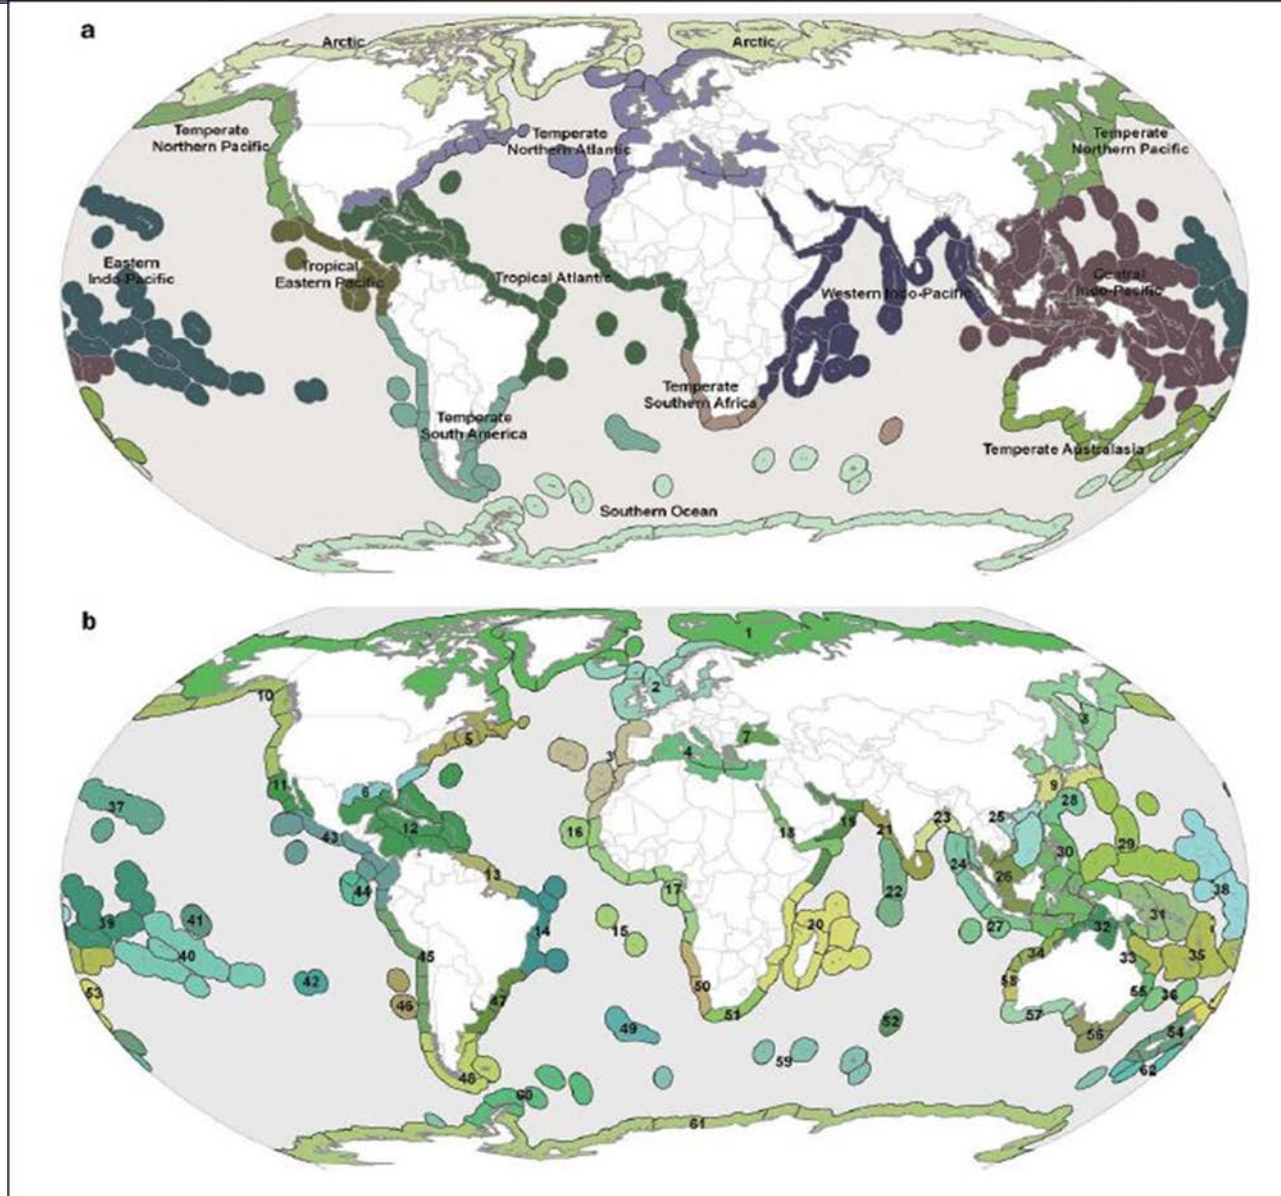 a
Arctic
Arctic
Temperate
Northern Pacific
Temperate
Northern Atlantic
Temperate
Northern Pacific
Eastern
Indo-Pacific
Tropical
Eastern Pacific
Tropical Atlantic
Western Indo-Pacific
Central
Indo-Pacific
Temperate
Southern Africa
Temperate
South America
Temperate Australasia
Southern Ocean
b
1
2
10
5
3
4
7
8
11
6
9
28
37
12
16
18
19
21
23
25
43
13
24
30
29
44
17
22
26
38
39
41
14
15
20
27
32
31
40
45
34
33
35
42
46
50
58
55
36
53
47
51
57
49
52
56
54
48
59
62
60
61